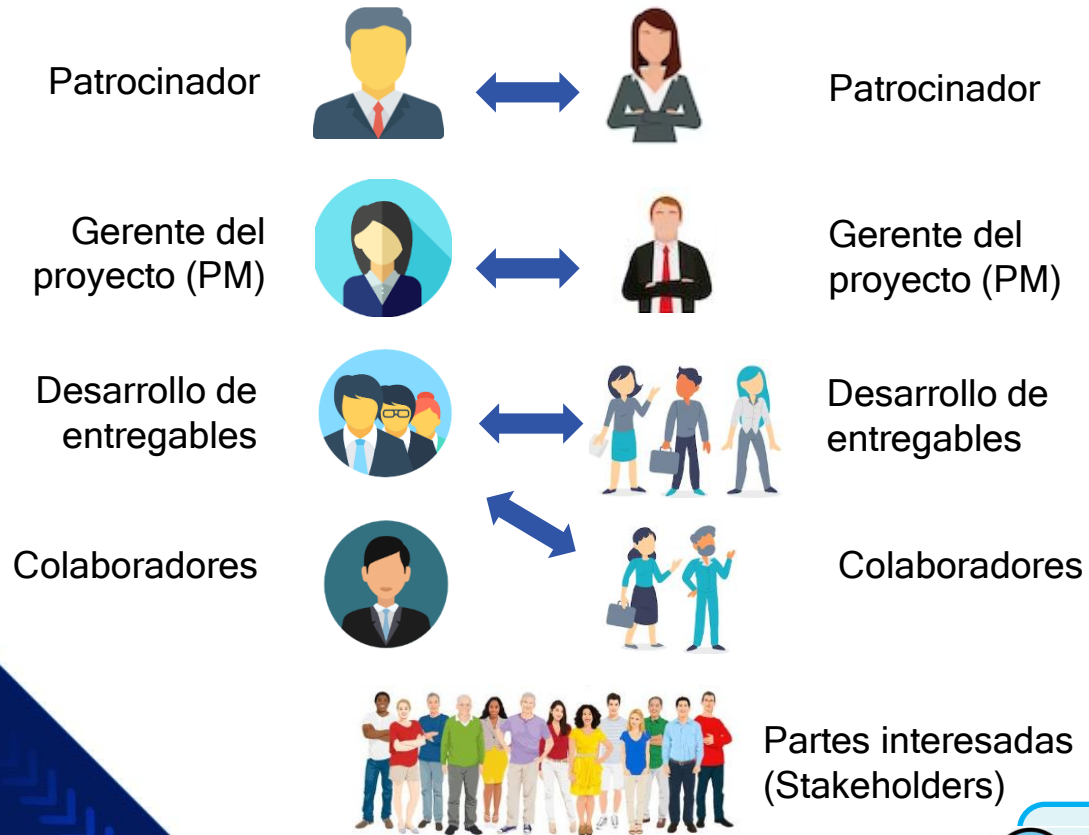 Patrocinador
Patrocinador
Gerente del
proyecto (PM)
Gerente del
proyecto (PM)
Desarrollo de
entregables
Desarrollo de
entregables
Colaboradores
Colaboradores
Partes interesadas
(Stakeholders)